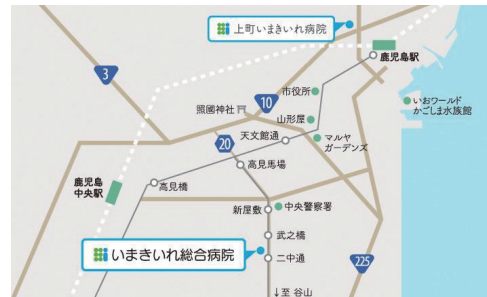 上町いまきいれ病院
鹿児島駅
3
市役所
いおワールド
かごしま水族館
照國神社
10
山形屋
20
天文館通
マルヤ
ガーデンズ
高見馬場
鹿児島
中央駅
高見橋
新屋敷
中央警察署
武之橋
いまきいれ総合病院
二中通
225
↓至 谷山